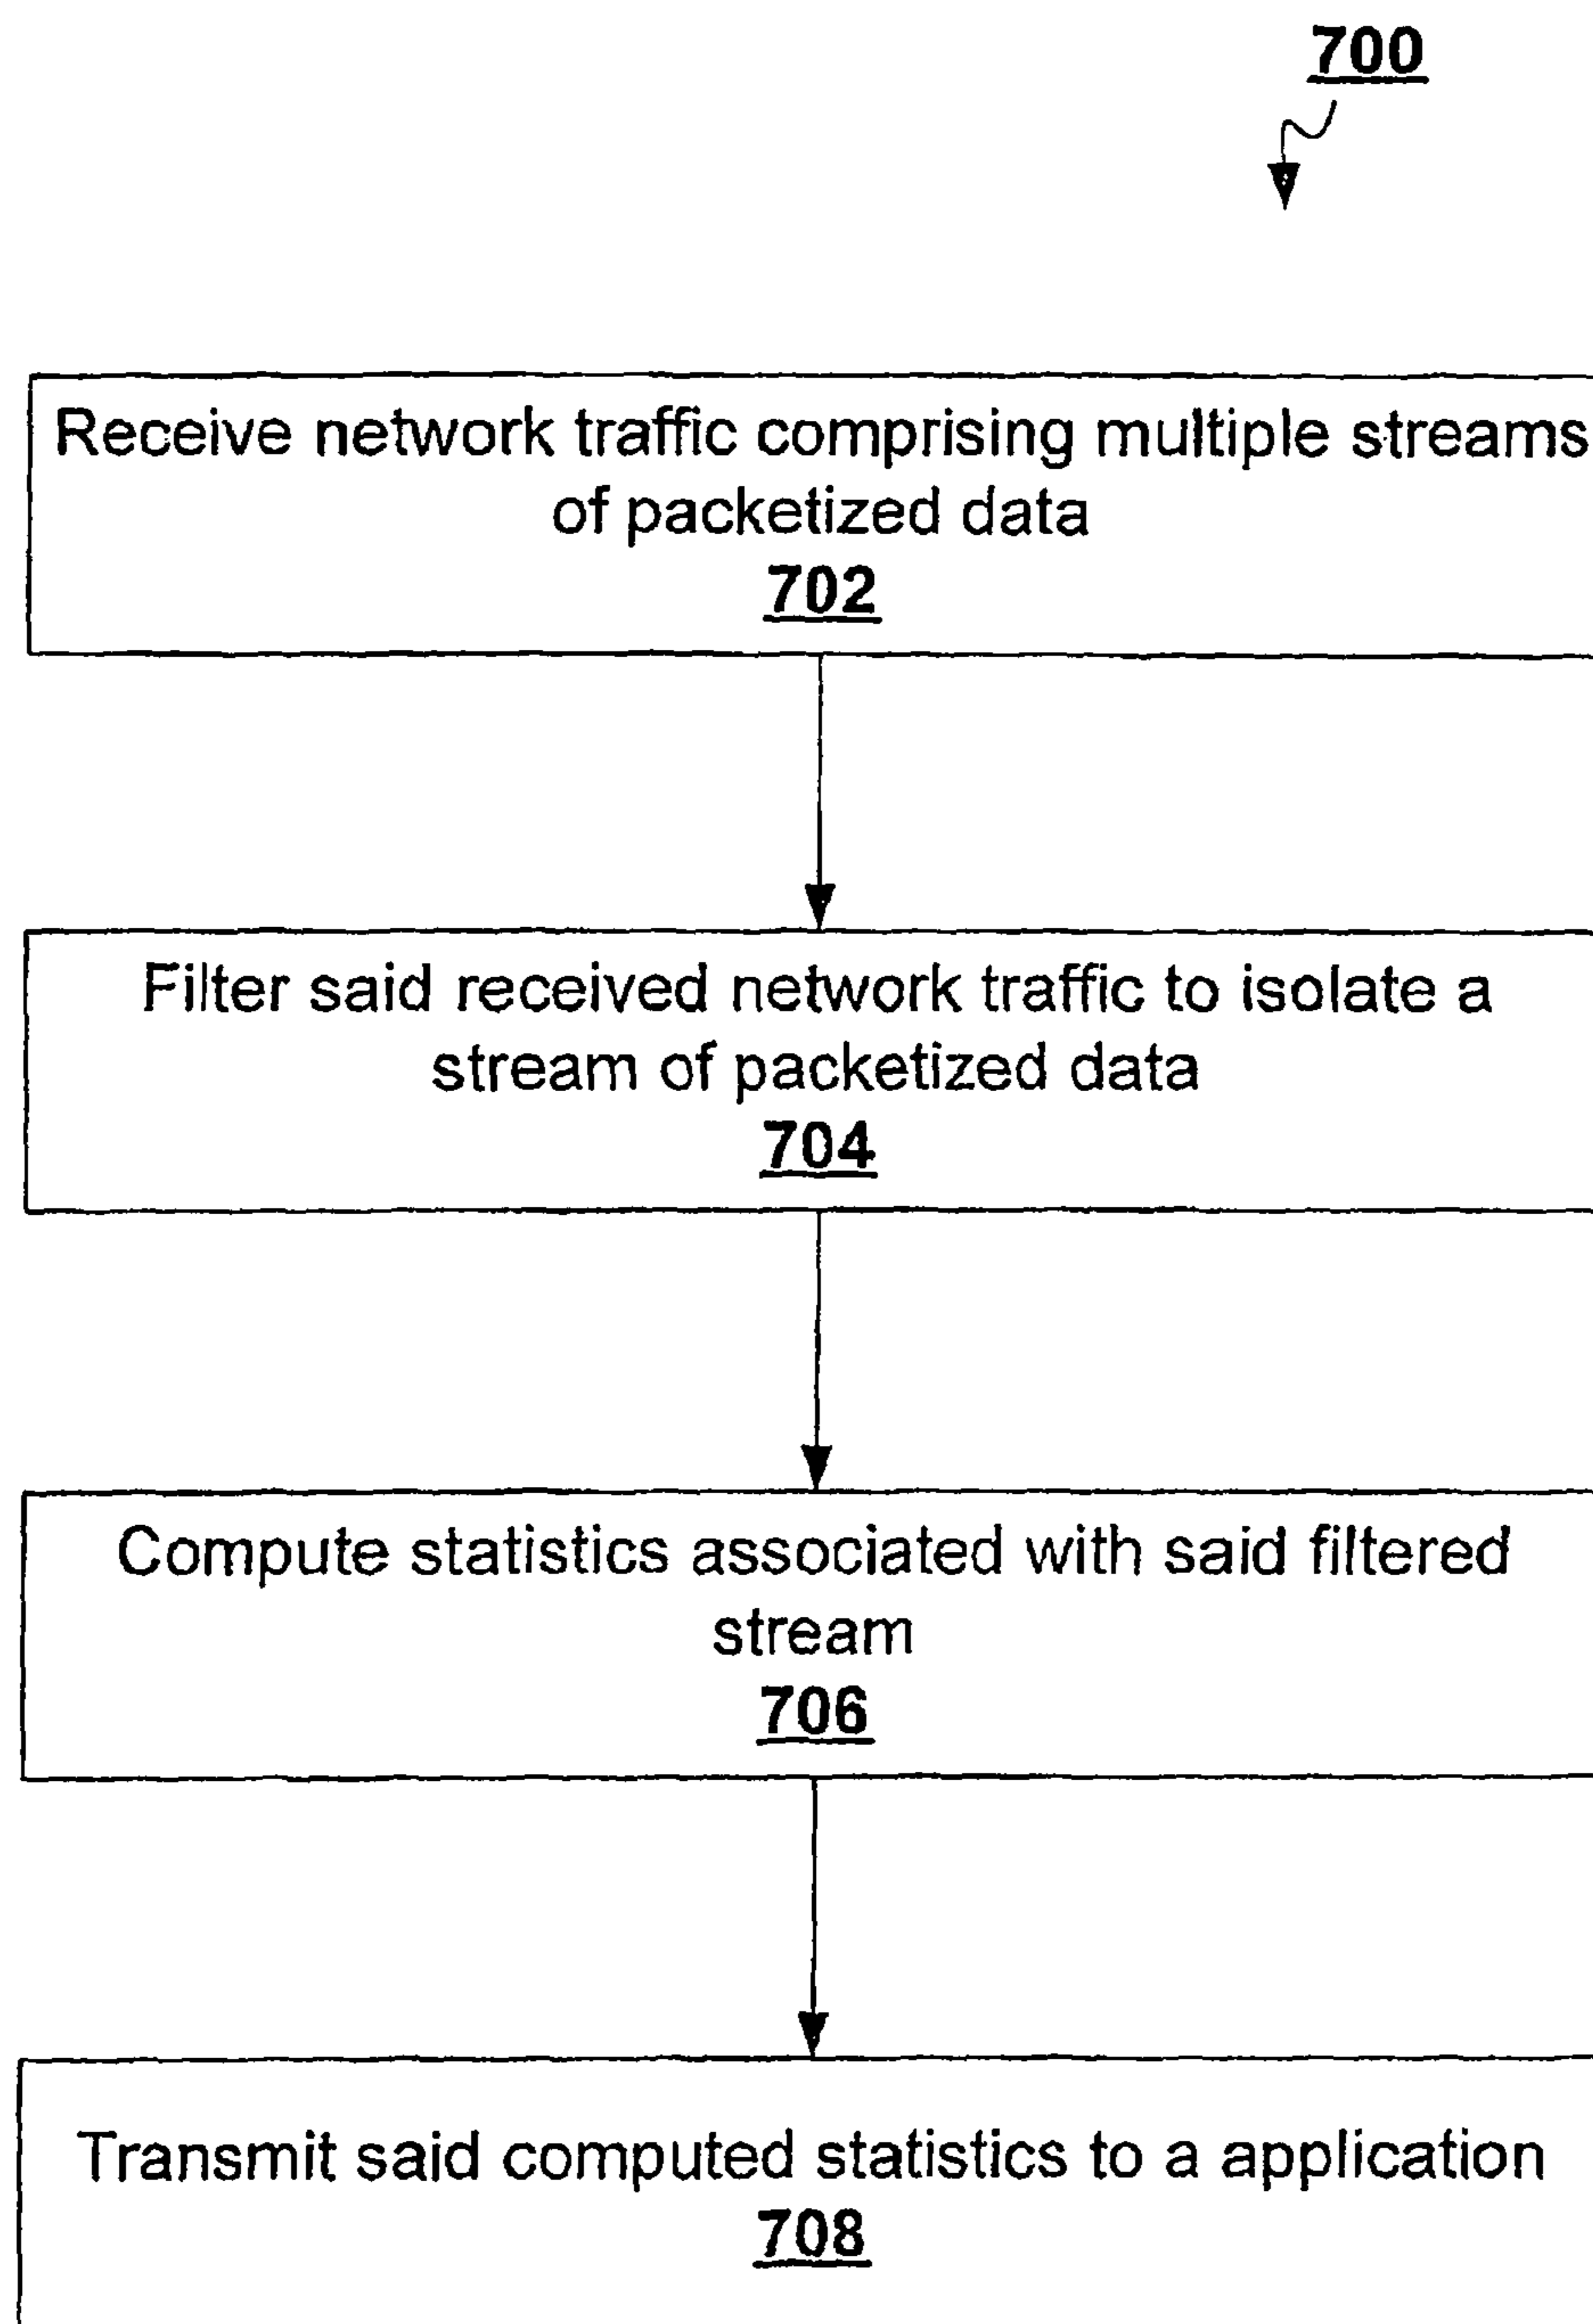 700
Receive network traffic comprising multiple streams
of packetized data
702
Filter said received network traffic to isolate a
stream of packetized data
704
Compute statistics associated with said filtered
stream
706
Transmit said computed statistics to a application
708